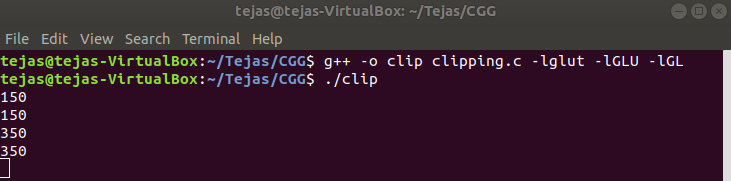 tejas@tejas-VirtualBox: ~/Tejas/CGG
File Edit View Search Terminal Help
tejas@tejas-VirtualBox:~/Tejas/CGG$ g++ -o clip clipping.c -lglut -lGLU -lGL
tejas@tejas-VirtualBox:~/Tejas/CGG$ ./clip
150
150
350
350